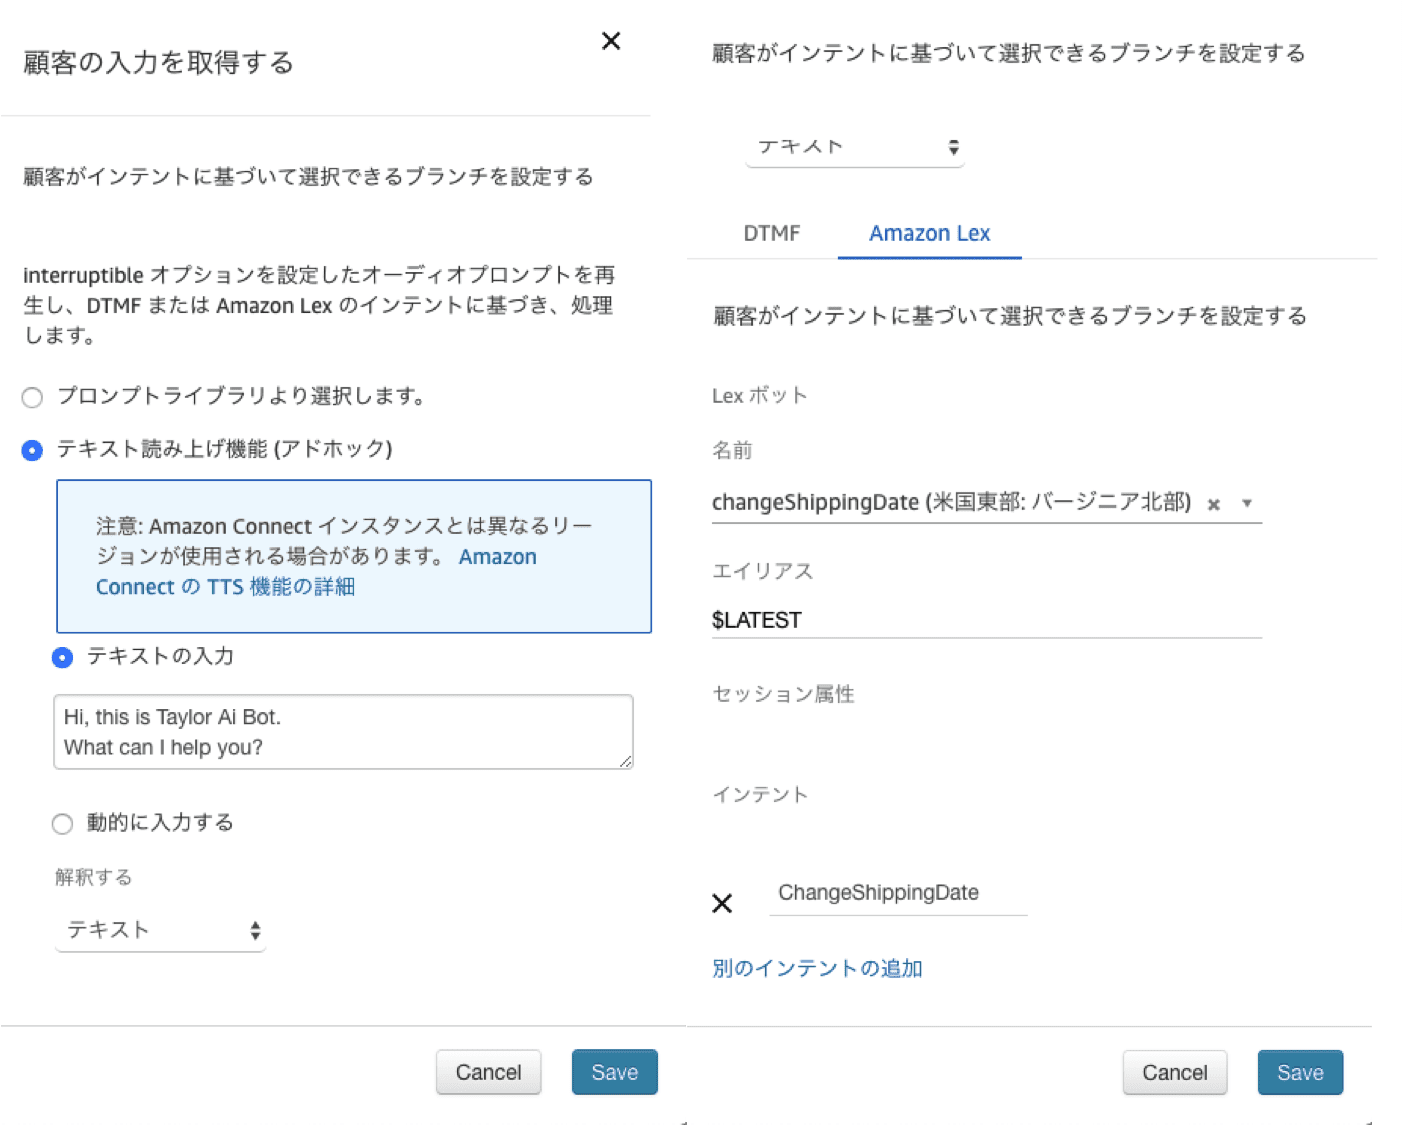 顧客の入力を取得する
顧客がインテントに基づいて選択できるブランチを設定する
interruptible オプションを設定したオーディオプロンプトを再
生し、DTMF または Amazon Lex のインテントに基づき、処理
します。
プロンプトライブラリより選択します。
テキスト読み上げ機能 (アドホック)
注意: Amazon Connect インスタンスとは異なるリー
ジョンが使用される場合があります。 Amazon
Connect の TTS 機能の詳細
テキストの入力
Hi, this is Taylor Ai Bot.
What can I help you?
動的に入力する
解釈する
テキスト
Cancel
Save
顧客がインテントに基づいて選択できるブランチを設定する
テキスト
DTMF
Amazon Lex
顧客がインテントに基づいて選択できるブランチを設定する
Lex ボット
名前
changeShippingDate (米国東部: バージニア北部)
エイリアス
$LATEST
セッション属性
インテント
ChangeShippingDate
別のインテントの追加
Cancel
Save